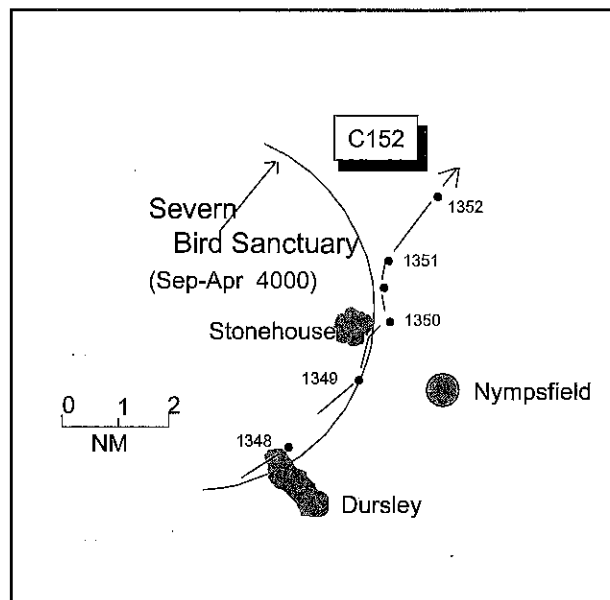 C152
Severn
Bird Sanctuary
(Sep-Apr 4000)
1352
1351
Stonehouse
1350
1349
Nympsfield
0 1 2
NM
1348
Dursley